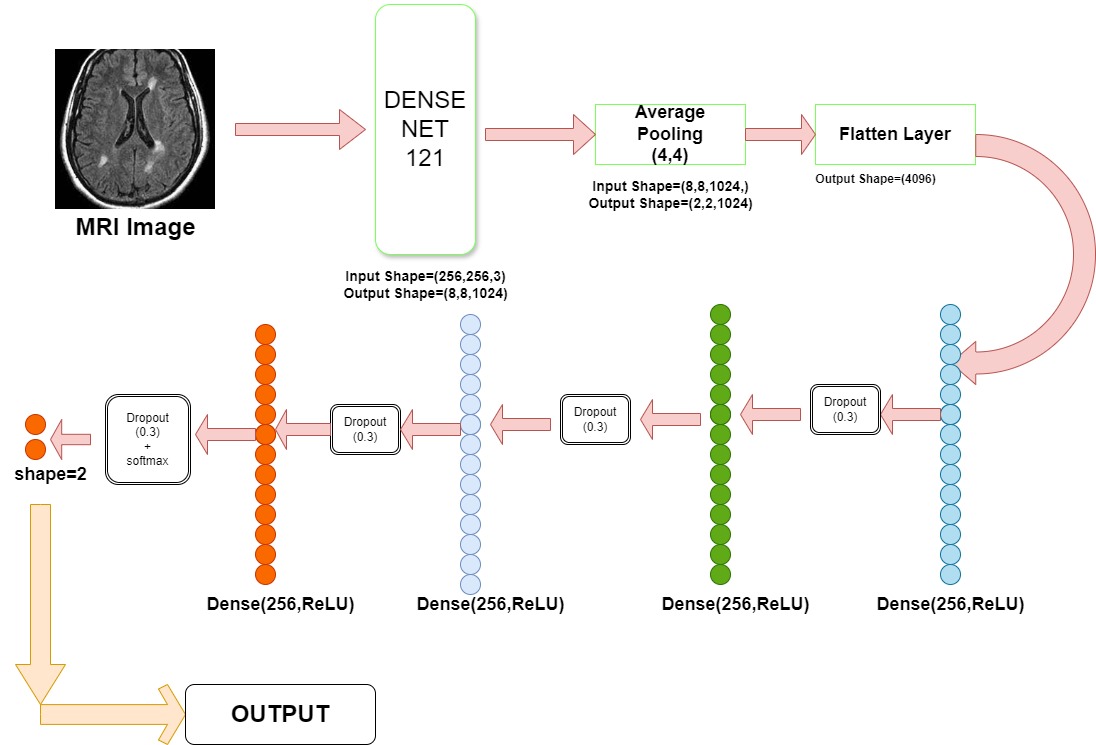 MRI Image
DENSE
NET
121
Input Shape=(256,256,3)
Output Shape=(8,8,1024)
Average
Pooling
(4,4)
Input Shape=(8,8,1024,)
Output Shape=(2,2,1024)
Flatten Layer
Output Shape=(4096)
Dense(256,ReLU)
Dropout
(0.3)
Dense(256,ReLU)
Dropout
(0.3)
Dense(256,ReLU)
Dropout
(0.3)
Dense(256,ReLU)
Dropout
(0.3)
+
softmax
shape=2
OUTPUT